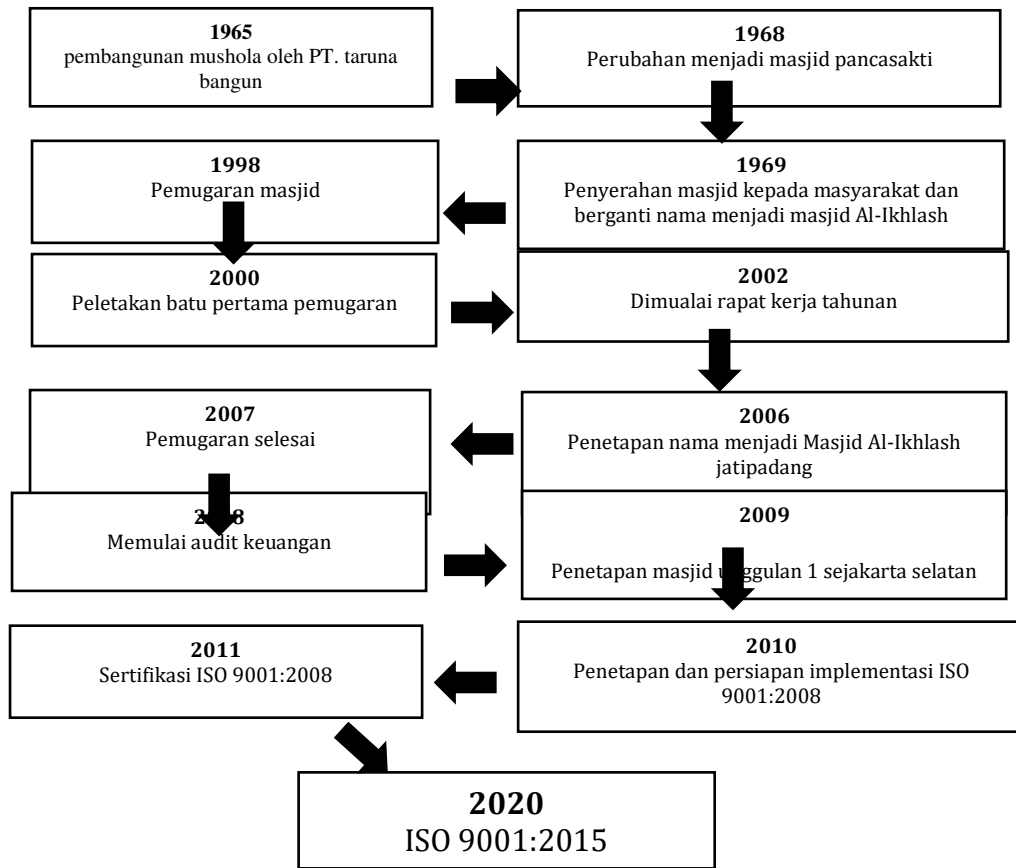 1965
pembangunan mushola oleh PT. taruna
bangun
1968
Perubahan menjadi masjid pancasakti
1969
Penyerahan masjid kepada masyarakat dan
berganti nama menjadi masjid Al-Ikhlash
1998
Pemugaran masjid
2000
Peletakan batu pertama pemugaran
2002
Dimualai rapat kerja tahunan
2006
Penetapan nama menjadi Masjid Al-Ikhlash
jatipadang
2007
Pemugaran selesai
Memulai audit keuangan
2009
Penetapan masjid unggulan 1 sejakarta selatan
2010
Penetapan dan persiapan implementasi ISO
9001:2008
2011
Sertifikasi ISO 9001:2008
2020
ISO 9001:2015